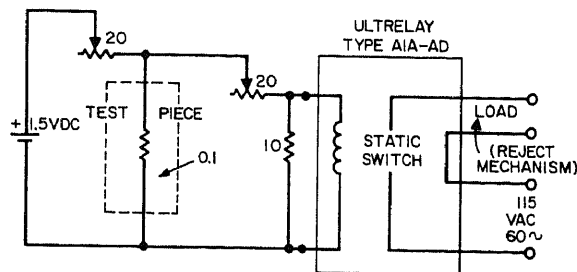 ULTRELAY
TYPE A1A-AD
20
20
+
1.5VDC
TEST PIECE
0.1
10
STATIC
SWITCH
LOAD
(REJECT
MECHANISM)
115
VAC
60~